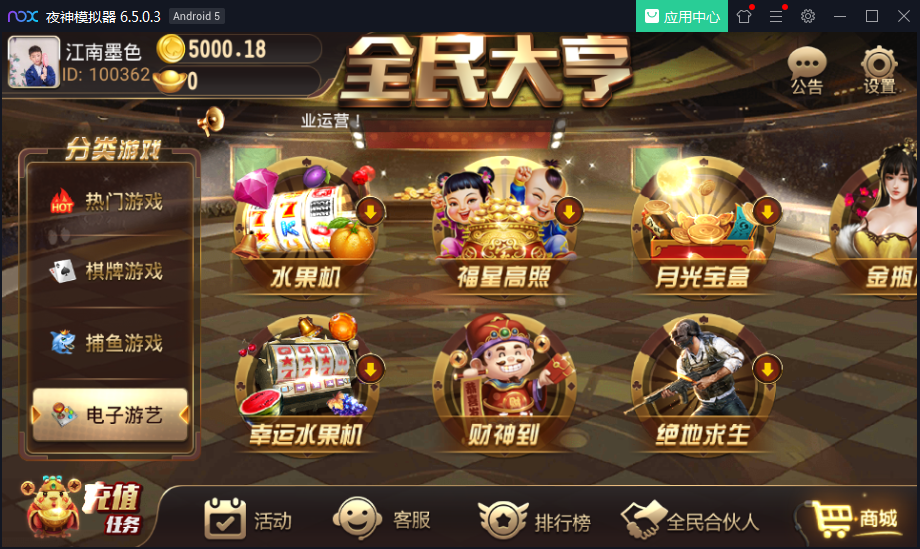 nox 夜神模拟器 6.5.0.3 Android 5
应用中心
江南墨色
5000.18
ID: 100362
0
全民大亨
公告
设置
业运营！
分类游戏
HOT 热门游戏
棋牌游戏
捕鱼游戏
电子游艺
水果机
福星高照
月光宝盒
金瓶
幸运水果机
财神到
绝地求生
充值
任务
活动
客服
排行榜
全民合伙人
商城